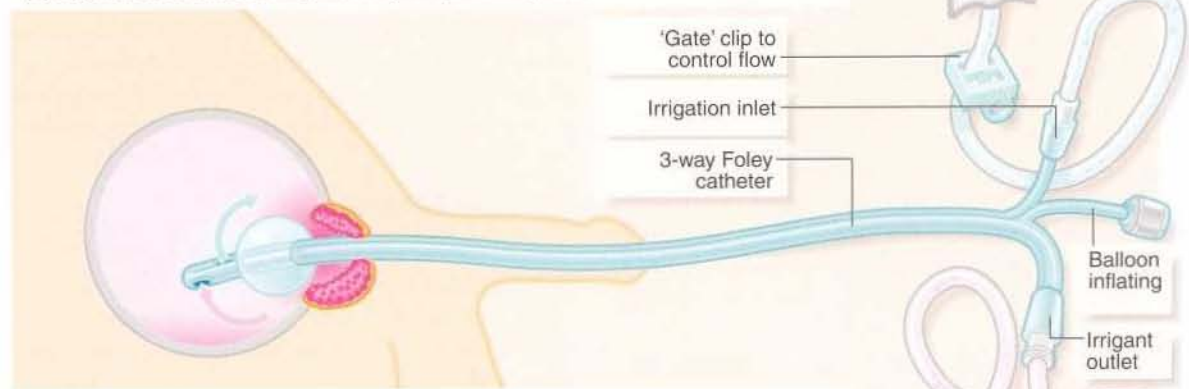 'Gate' clip to
control flow
Irrigation inlet
3-way Foley
catheter
Balloon
inflating
Irrigant
outlet